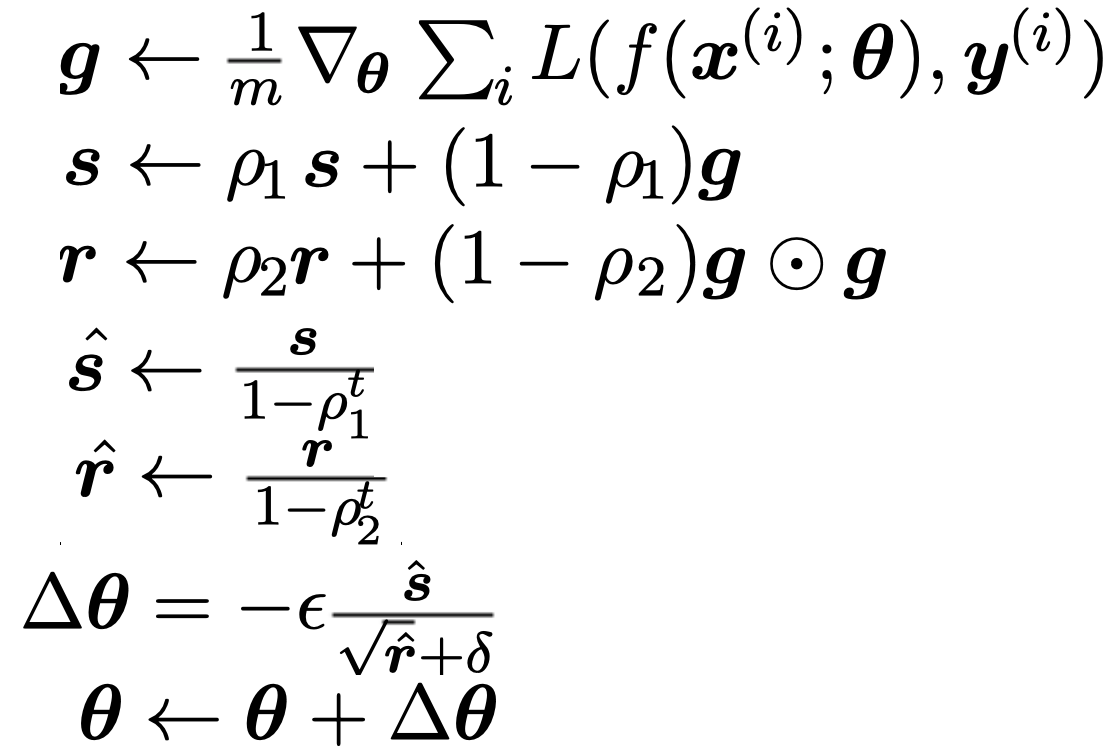 g ← 1/m ∇_θ ∑_i L(f(x^(i); θ), y^(i))
s ← ρ_1 s + (1 − ρ_1)g
r ← ρ_2 r + (1 − ρ_2)g ⊙ g
ŝ ← s/(1−ρ_1^t)
r̂ ← r/(1−ρ_2^t)
Δθ = −ϵ ŝ/(√r̂+δ)
θ ← θ + Δθ